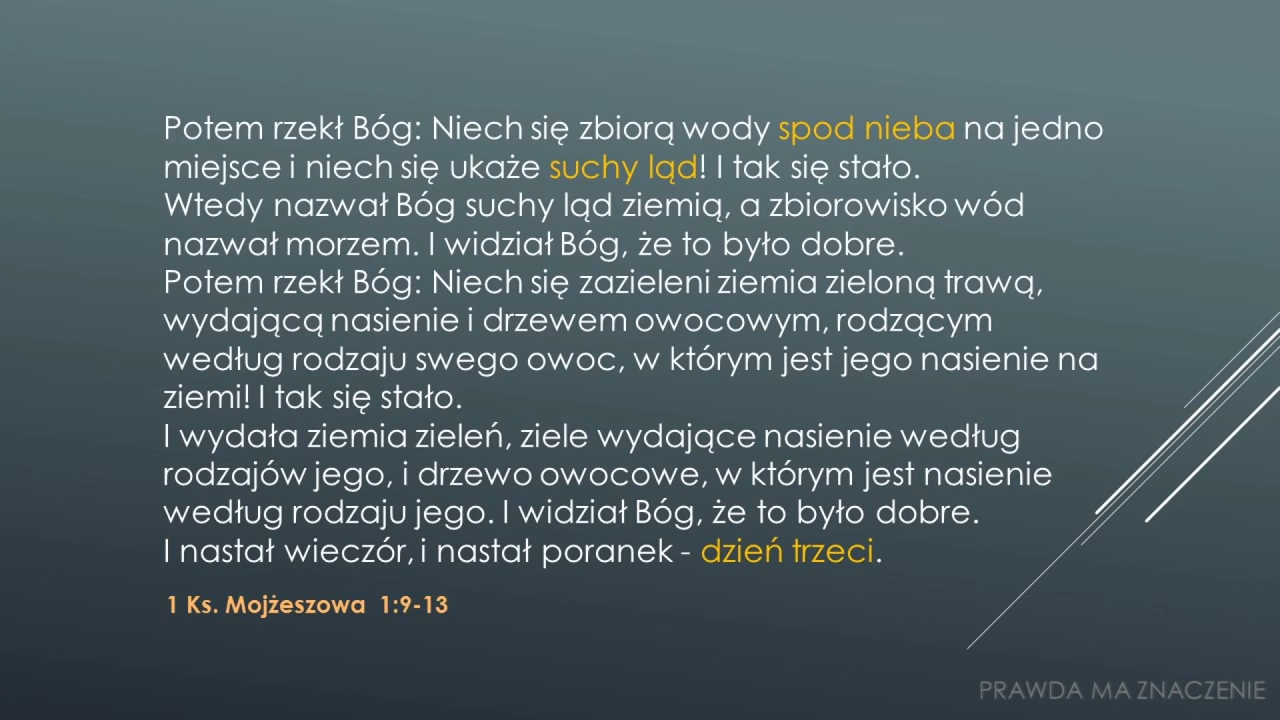 Potem rzekł Bóg: Niech się zbiorą wody spod nieba na jedno
miejsce i niech się ukaże suchy ląd! I tak się stało.
Wtedy nazwał Bóg suchy ląd ziemią, a zbiorowisko wód
nazwał morzem. I widział Bóg, że to było dobre.
Potem rzekł Bóg: Niech się zazieleni ziemia zieloną trawą,
wydającą nasienie i drzewem owocowym, rodzącym
według rodzaju swego owoc, w którym jest jego nasienie na
ziemi! I tak się stało.
I wydała ziemia zieleń, ziele wydające nasienie według
rodzajów jego, i drzewo owocowe, w którym jest nasienie
według rodzaju jego. I widział Bóg, że to było dobre.
I nastał wieczór, i nastał poranek - dzień trzeci.
1 Ks. Mojżeszowa 1:9-13
PRAWDA MA ZNACZENIE